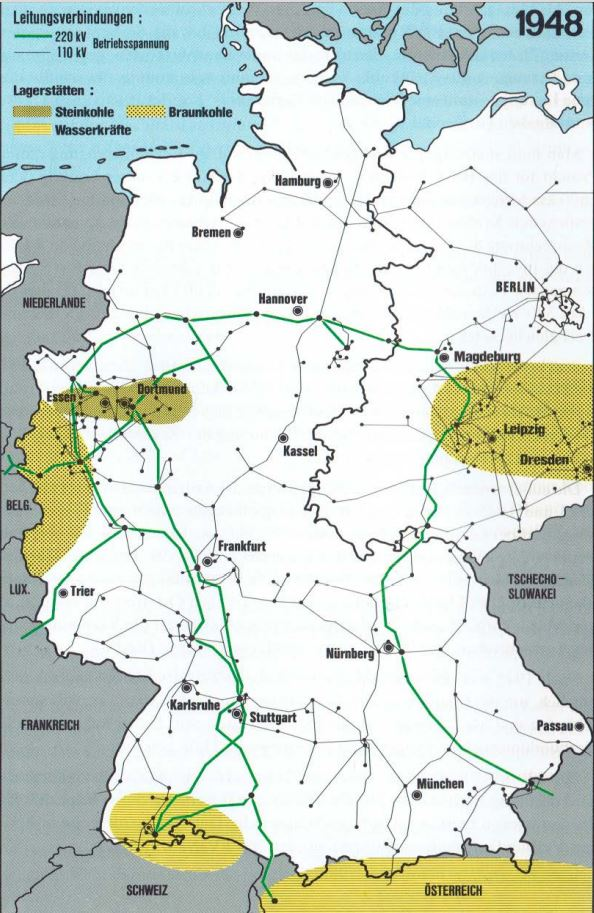 Leitungsverbindungen :
1948
220 kV
110 kV
Betriebsspannung
Lagerstätten :
Steinkohle
Braunkohle
Wasserkräfte
Hamburg
Bremen
NIEDERLANDE
Hannover
BERLIN
Magdeburg
Essen
Dortmund
Kassel
Leipzig
Dresden
BELG.
Frankfurt
LUX.
Trier
TSCHECHO-
SLOWAKEI
Nürnberg
Karlsruhe
Stuttgart
FRANKREICH
Passau
München
SCHWEIZ
ÖSTERREICH